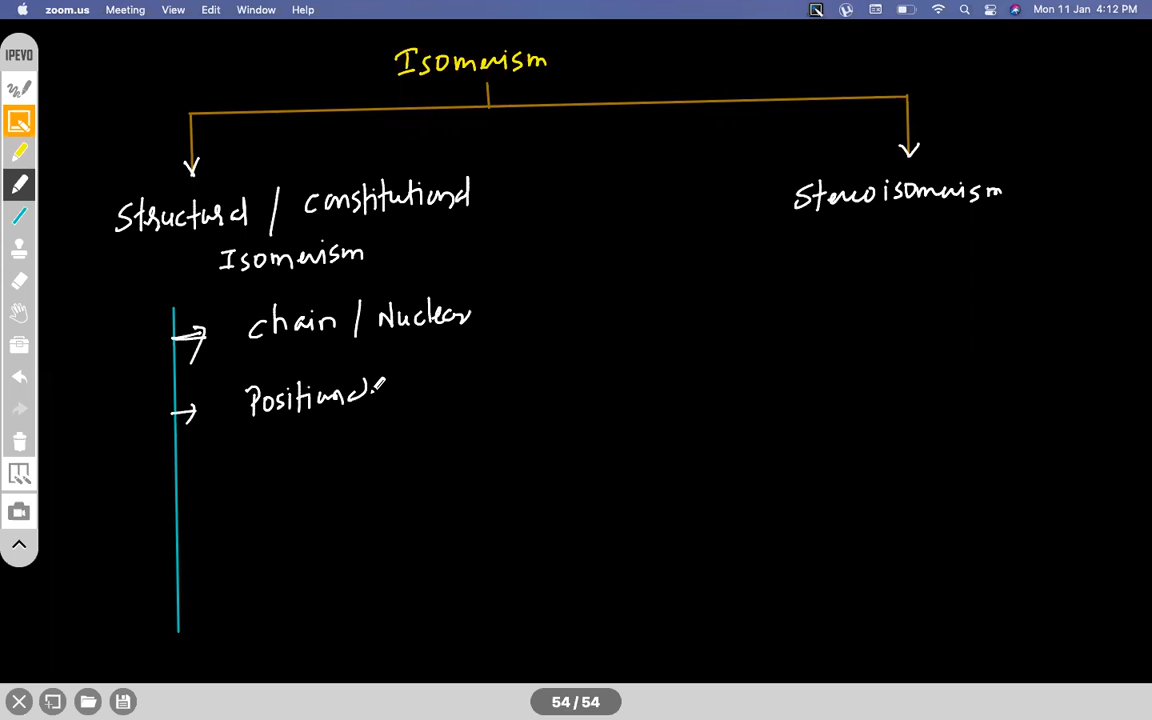 zoom.us Meeting View Edit Window Help Mon 11 Jan 4:12 PM
IPEVO
Isomerism
Structural / Constitutional Stereoisomerism
Isomerism
Chain / Nuclear
Positional
54 / 54